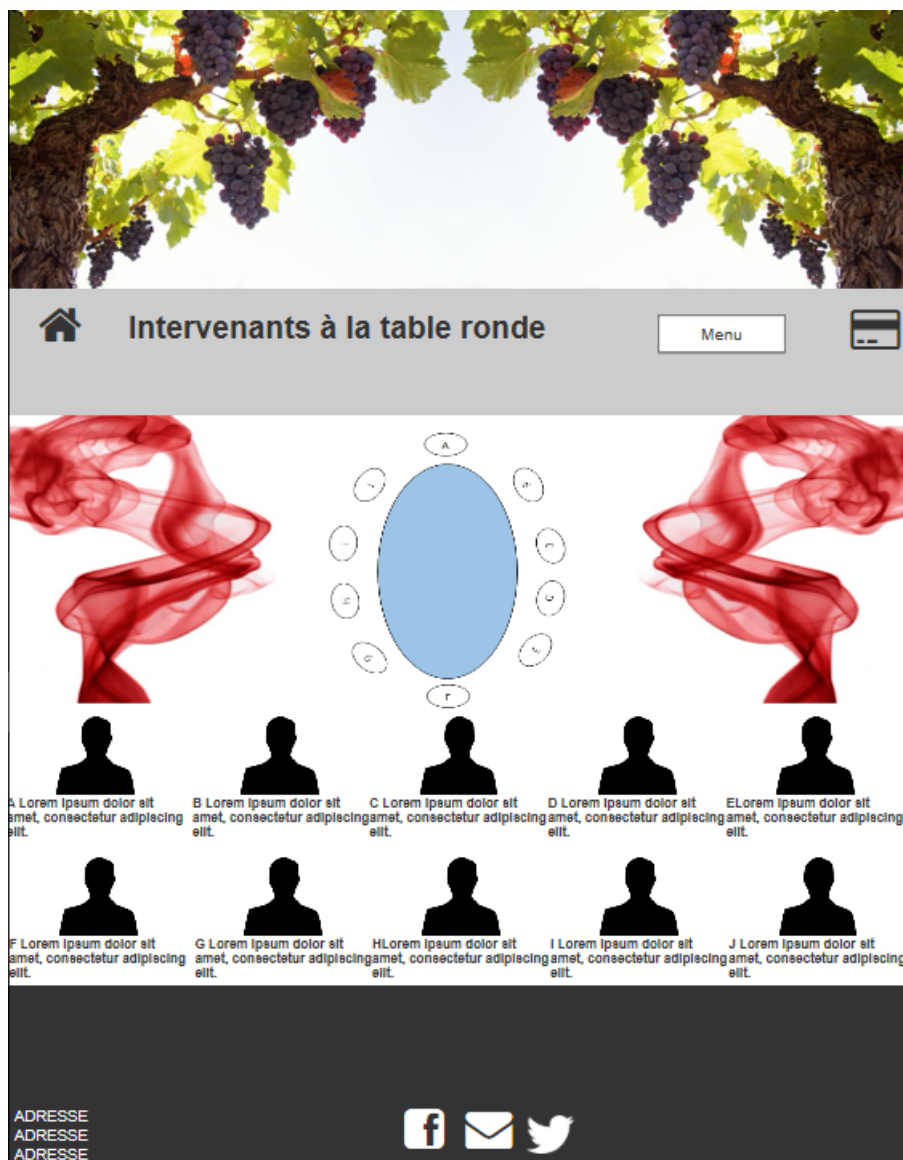 Intervenants à la table ronde
Menu
A
J
B
I
C
H
D
G
E
F
A Lorem ipsum dolor sit
amet, consectetur adipiscing
elit.
B Lorem ipsum dolor sit
amet, consectetur adipiscing
elit.
C Lorem ipsum dolor sit
amet, consectetur adipiscing
elit.
D Lorem ipsum dolor sit
amet, consectetur adipiscing
elit.
ELorem ipsum dolor sit
amet, consectetur adipiscing
elit.
F Lorem ipsum dolor sit
amet, consectetur adipiscing
elit.
G Lorem ipsum dolor sit
amet, consectetur adipiscing
elit.
HLorem ipsum dolor sit
amet, consectetur adipiscing
elit.
I Lorem ipsum dolor sit
amet, consectetur adipiscing
elit.
J Lorem ipsum dolor sit
amet, consectetur adipiscing
elit.
ADRESSE
ADRESSE
ADRESSE